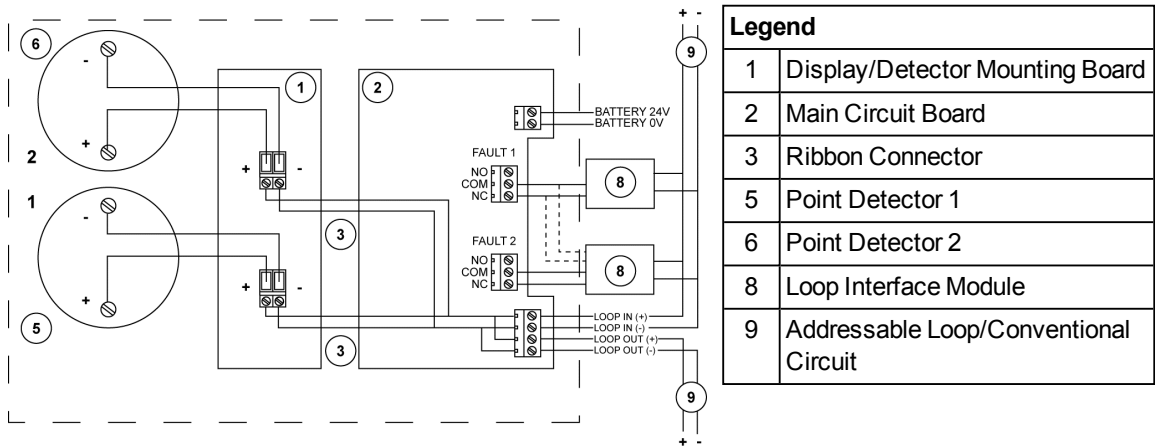 + -
6
-
+
2
1
-
+
5
1
+ -
3
+ -
3
2
BATTERY 24V
BATTERY 0V
FAULT 1
NO
COM
NC
8
FAULT 2
NO
COM
NC
8
LOOP IN (+)
LOOP IN (-)
LOOP OUT (+)
LOOP OUT (-)
9
9
+ -
Legend
1 Display/Detector Mounting Board
2 Main Circuit Board
3 Ribbon Connector
5 Point Detector 1
6 Point Detector 2
8 Loop Interface Module
9 Addressable Loop/Conventional
Circuit